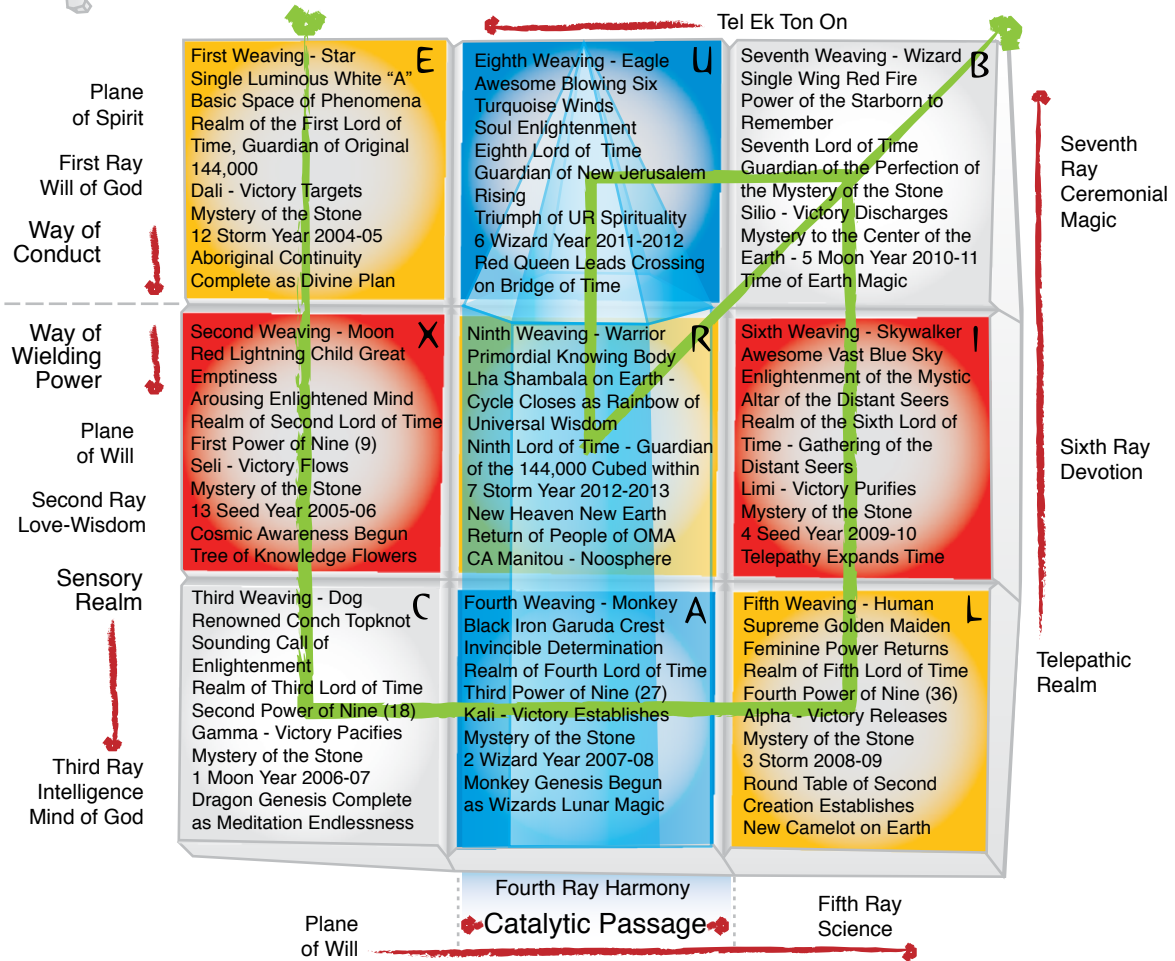 Tel Ek Ton On
Plane
of Spirit
First Ray
Will of God
Way of
Conduct
Way of
Wielding
Power
Plane
of Will
Second Ray
Love-Wisdom
Sensory
Realm
Third Ray
Intelligence
Mind of God
E
First Weaving - Star
Single Luminous White “A”
Basic Space of Phenomena
Realm of the First Lord of
Time, Guardian of Original
144,000
Dali - Victory Targets
Mystery of the Stone
12 Storm Year 2004-05
Aboriginal Continuity
Complete as Divine Plan
U
Eighth Weaving - Eagle
Awesome Blowing Six
Turquoise Winds
Soul Enlightenment
Eighth Lord of Time
Guardian of New Jerusalem
Rising
Triumph of UR Spirituality
6 Wizard Year 2011-2012
Red Queen Leads Crossing
on Bridge of Time
B
Seventh Weaving - Wizard
Single Wing Red Fire
Power of the Starborn to
Remember
Seventh Lord of Time
Guardian of the Perfection of
the Mystery of the Stone
Silio - Victory Discharges
Mystery to the Center of the
Earth - 5 Moon Year 2010-11
Time of Earth Magic
X
Second Weaving - Moon
Red Lightning Child Great
Emptiness
Arousing Enlightened Mind
Realm of Second Lord of Time
First Power of Nine (9)
Seli - Victory Flows
Mystery of the Stone
13 Seed Year 2005-06
Cosmic Awareness Begun
Tree of Knowledge Flowers
R
Ninth Weaving - Warrior
Primordial Knowing Body
Lha Shambala on Earth -
Cycle Closes as Rainbow of
Universal Wisdom
Ninth Lord of Time - Guardian
of the 144,000 Cubed within
7 Storm Year 2012-2013
New Heaven New Earth
Return of People of OMA
CA Manitou - Noosphere
I
Sixth Weaving - Skywalker
Awesome Vast Blue Sky
Enlightenment of the Mystic
Altar of the Distant Seers
Realm of the Sixth Lord of
Time - Gathering of the
Distant Seers
Limi - Victory Purifies
Mystery of the Stone
4 Seed Year 2009-10
Telepathy Expands Time
C
Third Weaving - Dog
Renowned Conch Topknot
Sounding Call of
Enlightenment
Realm of Third Lord of Time
Second Power of Nine (18)
Gamma - Victory Pacifies
Mystery of the Stone
1 Moon Year 2006-07
Dragon Genesis Complete
as Meditation Endlessness
A
Fourth Weaving - Monkey
Black Iron Garuda Crest
Invincible Determination
Realm of Fourth Lord of Time
Third Power of Nine (27)
Kali - Victory Establishes
Mystery of the Stone
2 Wizard Year 2007-08
Monkey Genesis Begun
as Wizards Lunar Magic
L
Fifth Weaving - Human
Supreme Golden Maiden
Feminine Power Returns
Realm of Fifth Lord of Time
Fourth Power of Nine (36)
Alpha - Victory Releases
Mystery of the Stone
3 Storm 2008-09
Round Table of Second
Creation Establishes
New Camelot on Earth
Seventh
Ray
Ceremonial
Magic
Sixth Ray
Devotion
Telepathic
Realm
Fourth Ray Harmony
Catalytic Passage
Plane
of Will
Fifth Ray
Science